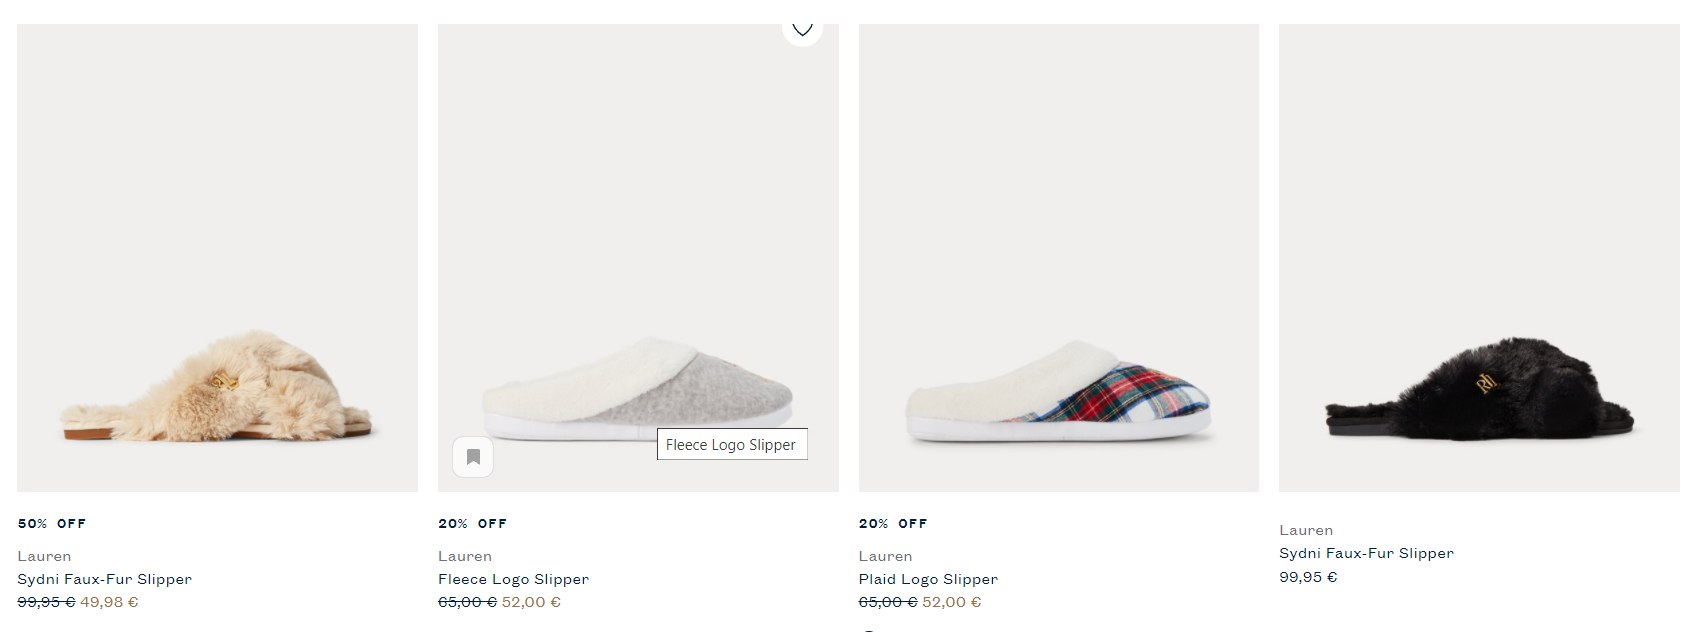 Fleece Logo Slipper
50% OFF
Lauren
Sydni Faux-Fur Slipper
99,95 € 49,98 €
20% OFF
Lauren
Fleece Logo Slipper
65,00 € 52,00 €
20% OFF
Lauren
Plaid Logo Slipper
65,00 € 52,00 €
Lauren
Sydni Faux-Fur Slipper
99,95 €